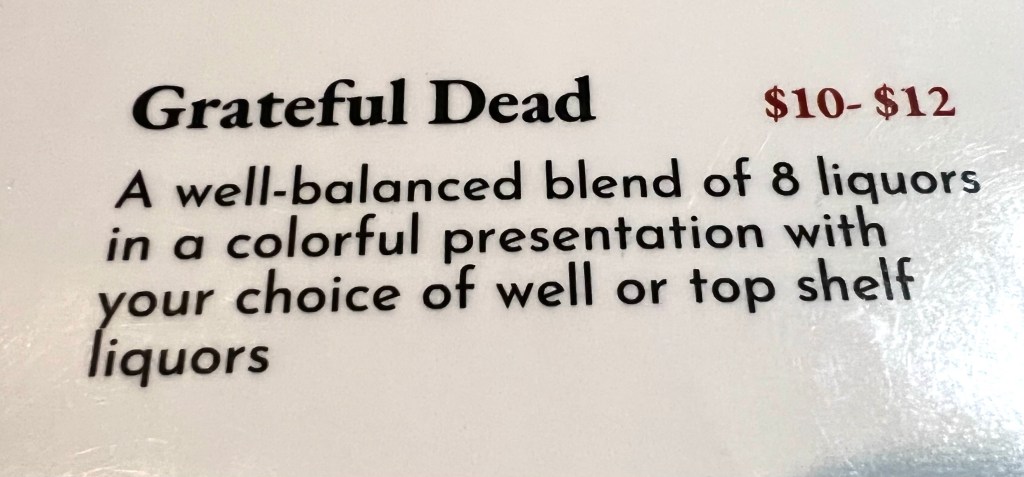 Grateful Dead $10- $12
A well-balanced blend of 8 liquors
in a colorful presentation with
your choice of well or top shelf
liquors